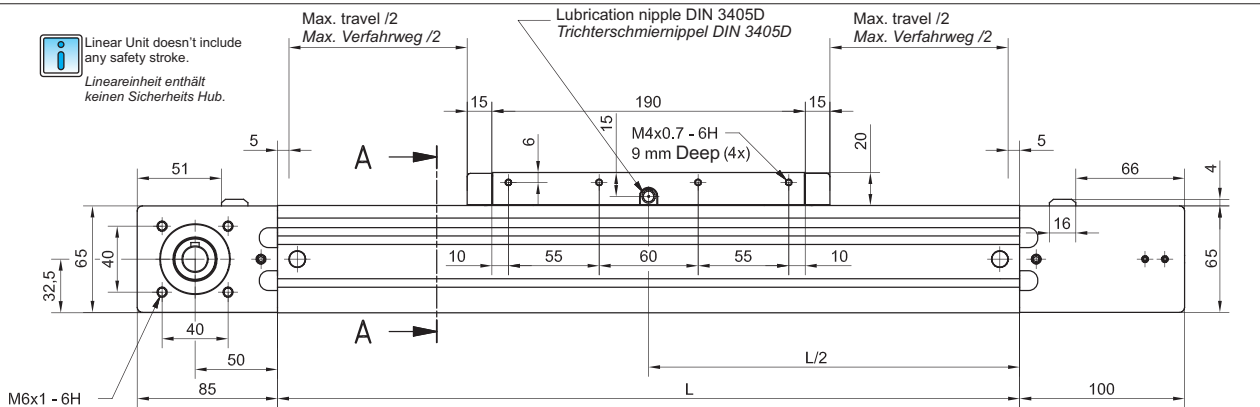 Linear Unit doesn't include
any safety stroke.
Lineareinheit enthält
keinen Sicherheits Hub.
Max. travel /2
Max. Verfahrweg /2
Lubrication nipple DIN 3405D
Trichterschmiernippel DIN 3405D
Max. travel /2
Max. Verfahrweg /2
15
190
15
5
A
6
15
M4x0.7 - 6H
9 mm Deep (4x)
20
5
4
51
66
16
65
32,5
40
10
55
60
55
10
65
40
A
50
L/2
M6x1 - 6H
85
L
100